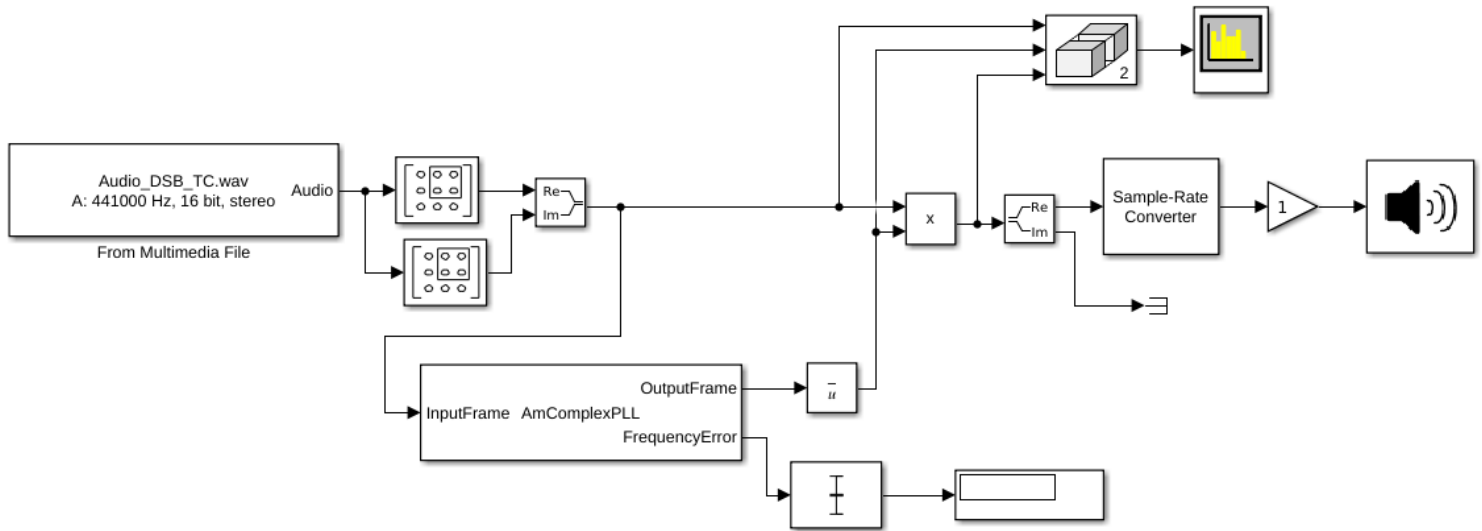 2
Audio_DSB_TC.wav
A: 441000 Hz, 16 bit, stereo
Audio
From Multimedia File
Re
Im
x
Re
Im
Sample-Rate
Converter
1
InputFrame
AmComplexPLL
OutputFrame
FrequencyError
u